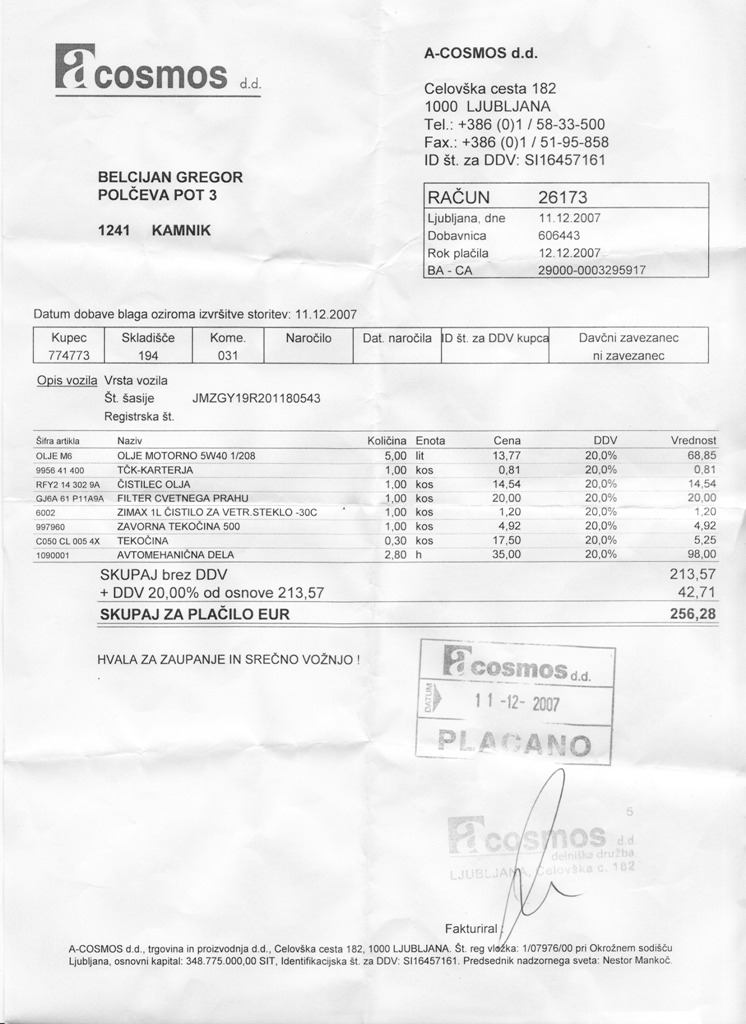 acosmos d.d.
A-COSMOS d.d.
Celovška cesta 182
1000 LJUBLJANA
Tel.: +386 (0)1 / 58-33-500
Fax.: +386 (0)1 / 51-95-858
ID št. za DDV: SI16457161
BELCIJAN GREGOR
POLČEVA POT 3
1241 KAMNIK
RAČUN 26173
Ljubljana, dne 11.12.2007
Dobavnica 606443
Rok plačila 12.12.2007
BA - CA 29000-0003295917
Datum dobave blaga oziroma izvršitve storitev: 11.12.2007
Kupec Skladišče Kome. Naročilo Dat. naročila ID št. za DDV kupca Davčni zavezanec
774773 194 031 ni zavezanec
Opis vozila Vrsta vozila
Št. šasije JMZGY19R201180543
Registrska št.
Šifra artikla Naziv Količina Enota Cena DDV Vrednost
OLJE M6 OLJE MOTORNO 5W40 1/208 5,00 lit 13,77 20,0% 68,85
9956 41 400 TČK-KARTERJA 1,00 kos 0,81 20,0% 0,81
RFY2 14 302 9A ČISTILEC OLJA 1,00 kos 14,54 20,0% 14,54
GJ6A 61 P11A9A FILTER CVETNEGA PRAHU 1,00 kos 20,00 20,0% 20,00
6002 ZIMAX 1L ČISTILO ZA VETR.STEKLO -30C 1,00 kos 1,20 20,0% 1,20
997960 ZAVORNA TEKOČINA 500 1,00 kos 4,92 20,0% 4,92
C050 CL 005 4X TEKOČINA 0,30 kos 17,50 20,0% 5,25
1090001 AVTOMEHANIČNA DELA 2,80 h 35,00 20,0% 98,00
SKUPAJ brez DDV 213,57
+ DDV 20,00% od osnove 213,57 42,71
SKUPAJ ZA PLAČILO EUR 256,28
HVALA ZA ZAUPANJE IN SREČNO VOŽNJO !
acosmos d.d.
DATUM 11-12-2007
PLAČANO
5
acosmos d.d.
delniška družba
LJUBLJANA, Celovška c. 182
Fakturiral
A-COSMOS d.d., trgovina in proizvodnja d.d., Celovška cesta 182, 1000 LJUBLJANA. Št. reg vložka: 1/07976/00 pri Okrožnem sodišču
Ljubljana, osnovni kapital: 348.775.000,00 SIT, Identifikacijska št. za DDV: SI16457161. Predsednik nadzornega sveta: Nestor Mankoč.